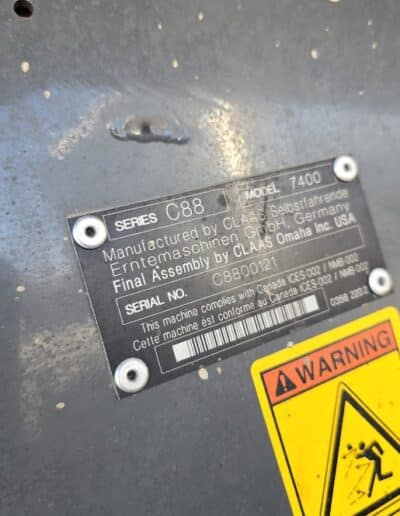 SERIES C88 MODEL 7400
Manufactured by CLAAS Selbstfahrende
Erntemaschinen GmbH, Germany
Final Assembly by CLAAS Omaha Inc. USA
SERIAL NO. C8800121
This machine complies with Canada ICES-002 / NMB-002
Cette machine est conforme au Canada ICES-002 / NMB-002
0356 220
WARNING